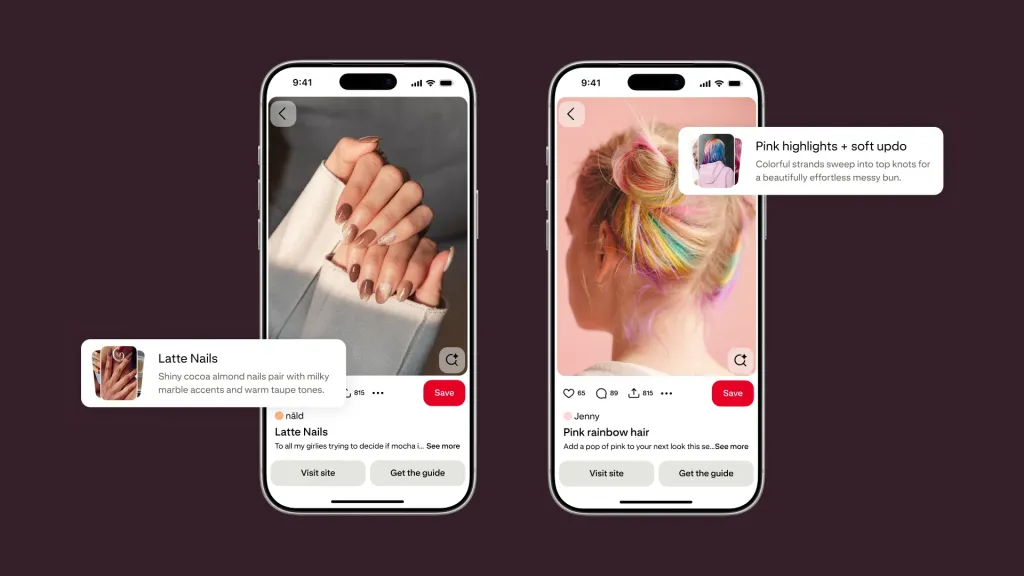 9:41
Latte Nails
Shiny cocoa almond nails pair with milky
marble accents and warm taupe tones.
815
Save
nāld
Latte Nails
To all my girlies trying to decide if mocha i... See more
Visit site
Get the guide
9:41
Pink highlights + soft updo
Colorful strands sweep into top knots for
a beautifully effortless messy bun.
65
89
815
Save
Jenny
Pink rainbow hair
Add a pop of pink to your next look this se...See more
Visit site
Get the guide